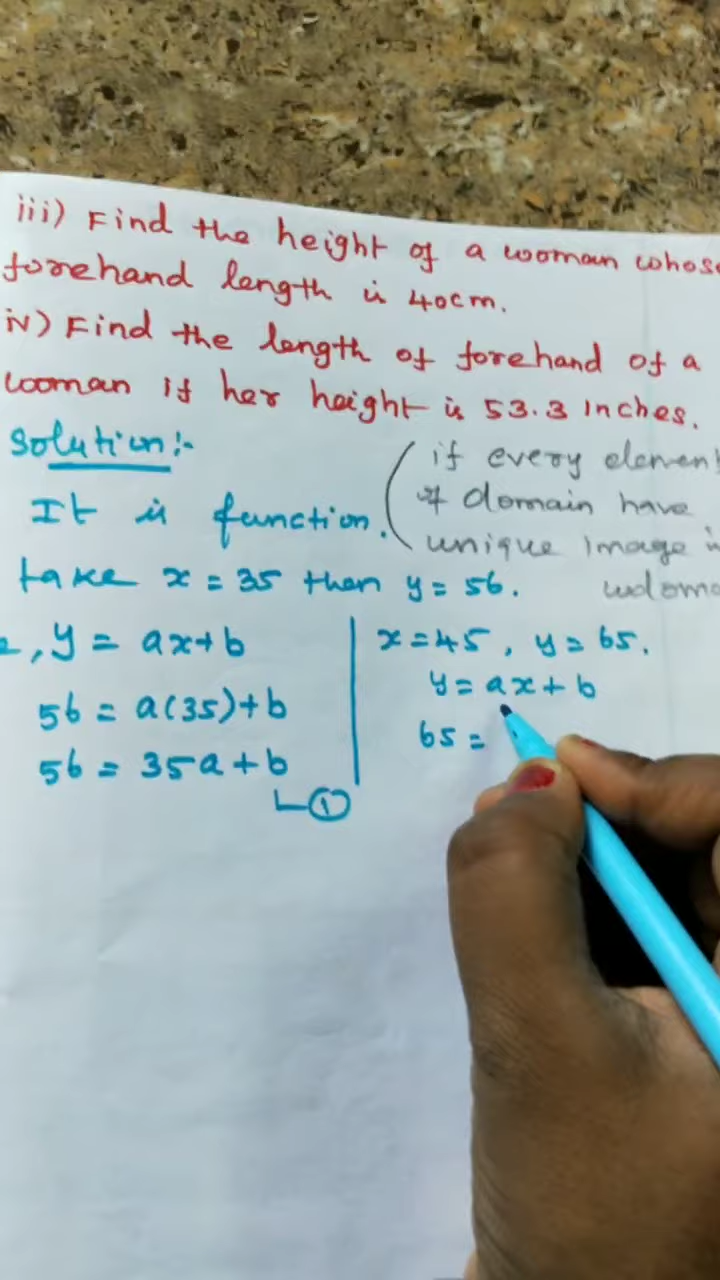 iii) Find the height of a woman whose
forehand length is 40cm.
iv) Find the length of forehand of a
woman if her height is 53.3 inches.
Solution:-
(if every element
It is function. of domain have
unique image in
take x = 35 then y = 56.
, y = ax+b
x=45, y=65.
56 = a(35)+b
y=ax+b
56 = 35a+b
65 =
①